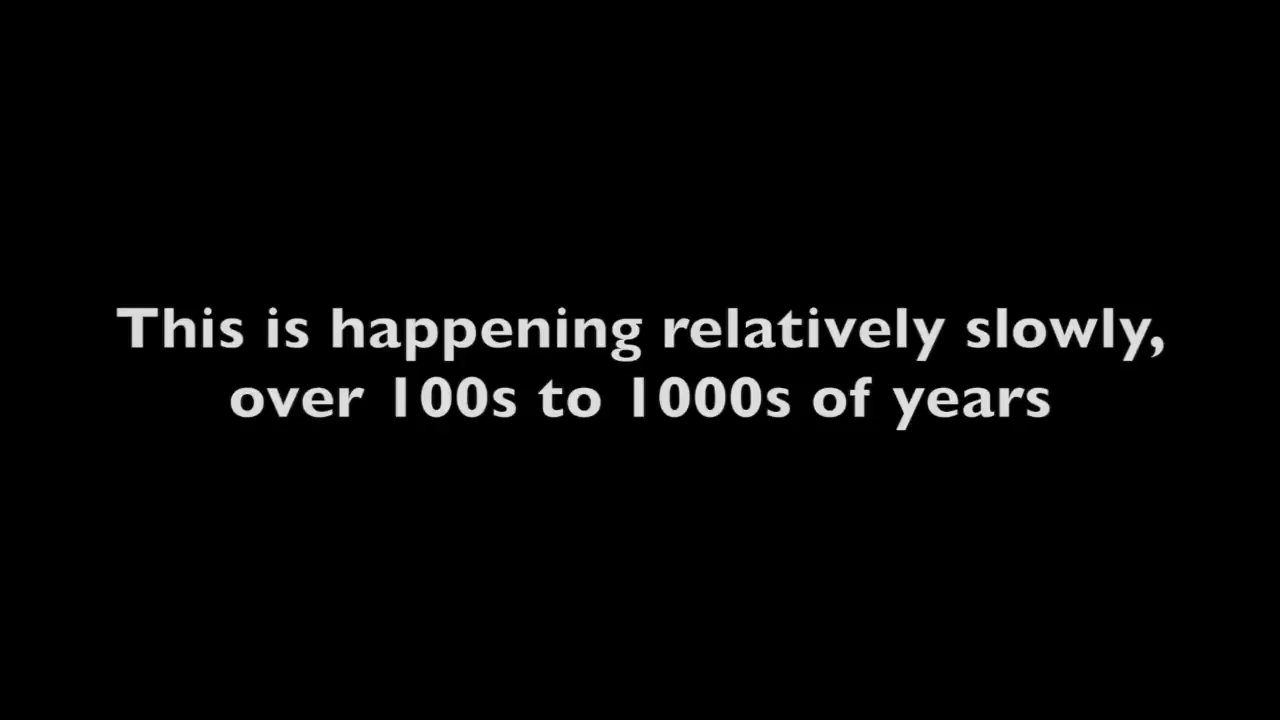 This is happening relatively slowly,
over 100s to 1000s of years